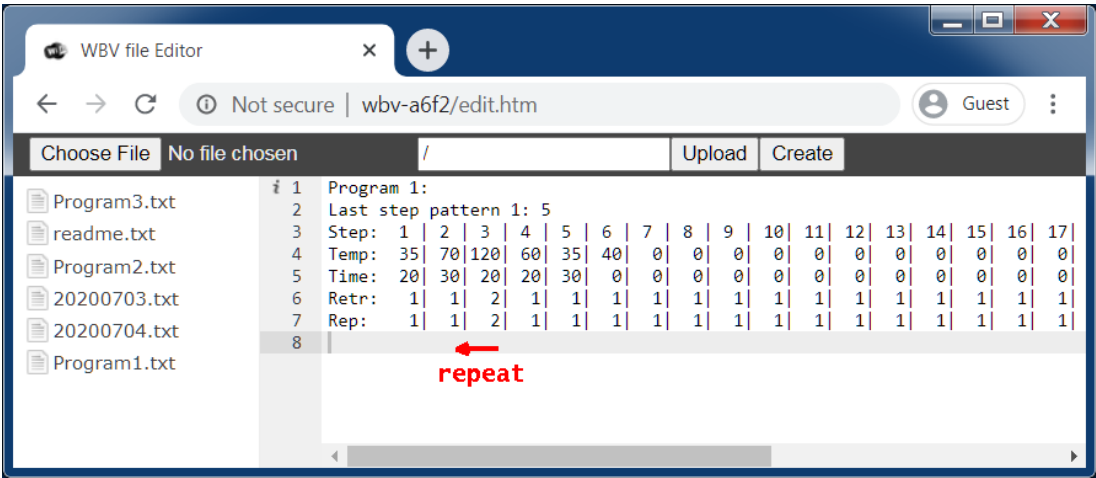 WBV file Editor
Not secure | wbv-a6f2/edit.htm
Guest
Choose File No file chosen / Upload Create
Program3.txt
readme.txt
Program2.txt
20200703.txt
20200704.txt
Program1.txt
i 1 Program 1:
2 Last step pattern 1: 5
3 Step: 1 | 2 | 3 | 4 | 5 | 6 | 7 | 8 | 9 | 10| 11| 12| 13| 14| 15| 16| 17|
4 Temp: 35| 70|120| 60| 35| 40| 0| 0| 0| 0| 0| 0| 0| 0| 0| 0| 0|
5 Time: 20| 30| 20| 20| 30| 0| 0| 0| 0| 0| 0| 0| 0| 0| 0| 0| 0|
6 Retr: 1| 1| 2| 1| 1| 1| 1| 1| 1| 1| 1| 1| 1| 1| 1| 1| 1|
7 Rep: 1| 1| 2| 1| 1| 1| 1| 1| 1| 1| 1| 1| 1| 1| 1| 1| 1|
8
repeat